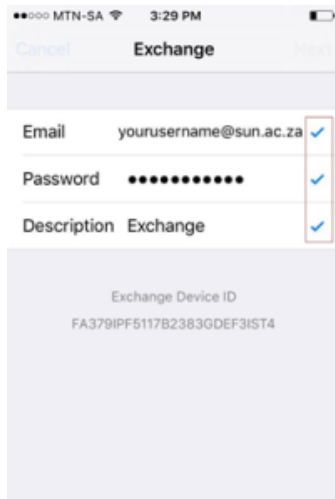 MTN-SA 3:29 PM
Cancel Exchange Next
Email yourusername@sun.ac.za
Password ●●●●●●●●●●●
Description Exchange
Exchange Device ID
FA379IPF5117B2383GDEF3IST4